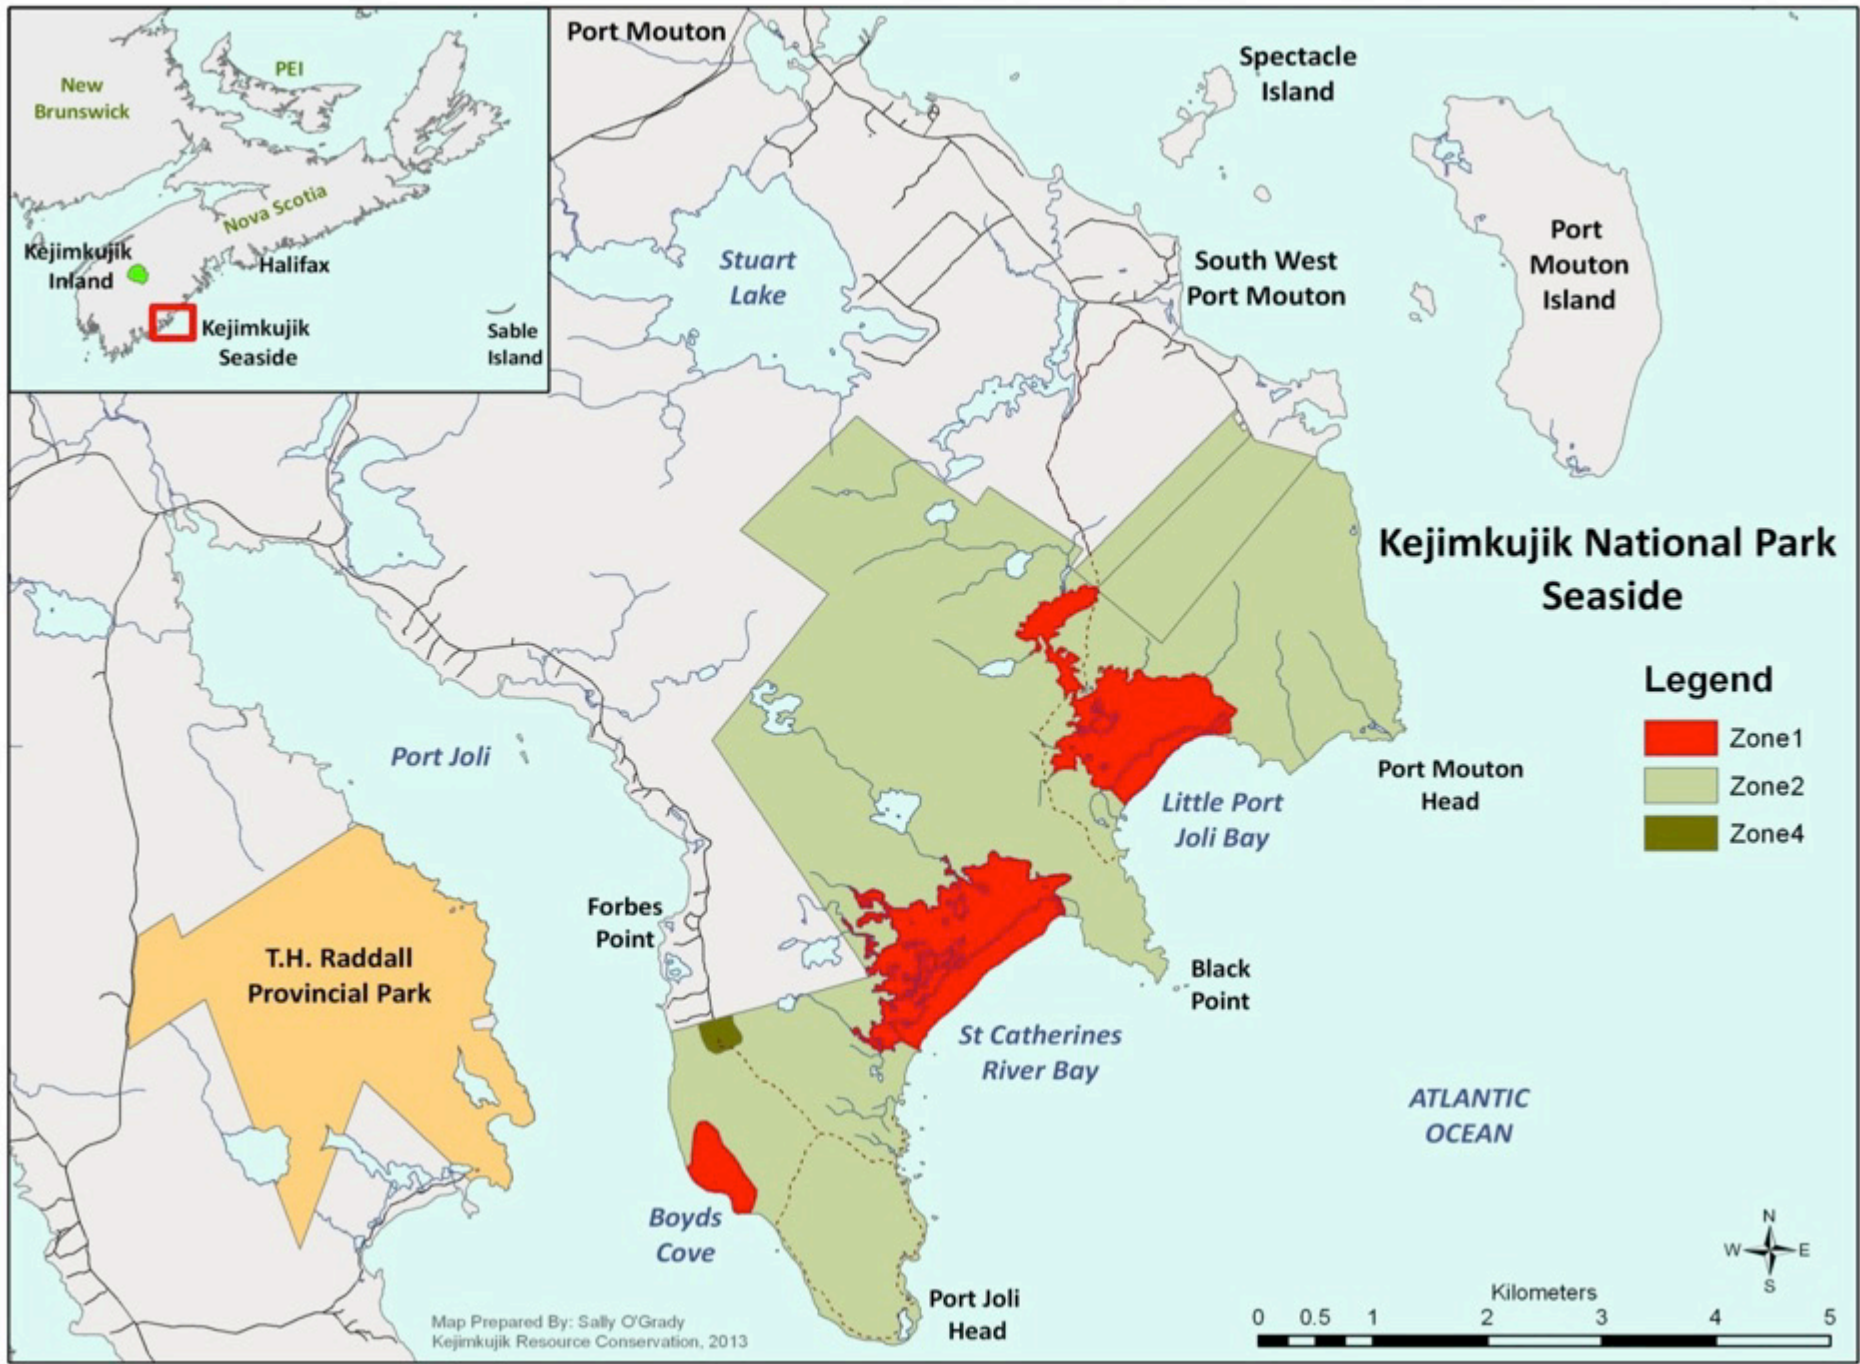 New
Brunswick
PEI
Nova Scotia
Kejimkujik
Inland
Halifax
Kejimkujik
Seaside
Sable
Island
Port Mouton
Spectacle
Island
Stuart
Lake
South West
Port Mouton
Port
Mouton
Island
Kejimkujik National Park
Seaside
Legend
Zone1
Zone2
Zone4
Port Joli
Port Mouton
Head
Little Port
Joli Bay
Forbes
Point
T.H. Raddall
Provincial Park
Black
Point
St Catherines
River Bay
ATLANTIC
OCEAN
Boyds
Cove
Port Joli
Head
N
W E
S
Kilometers
0 0.5 1 2 3 4 5
Map Prepared By: Sally O'Grady
Kejimkujik Resource Conservation, 2013